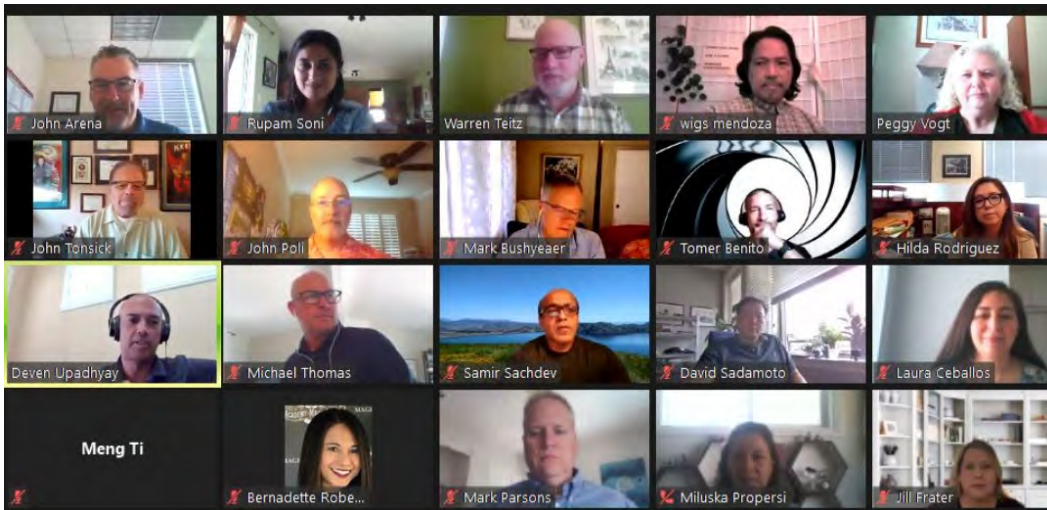 John Arena
Rupam Soni
Warren Teitz
wigs mendoza
Peggy Vogt
John Tonsick
John Poli
Mark Bushyeaer
Tomer Benito
Hilda Rodriguez
Deven Upadhyay
Michael Thomas
Samir Sachdev
David Sadamoto
Laura Ceballos
Meng Ti
Bernadette Robe...
Mark Parsons
Miluska Propersi
Jill Frater